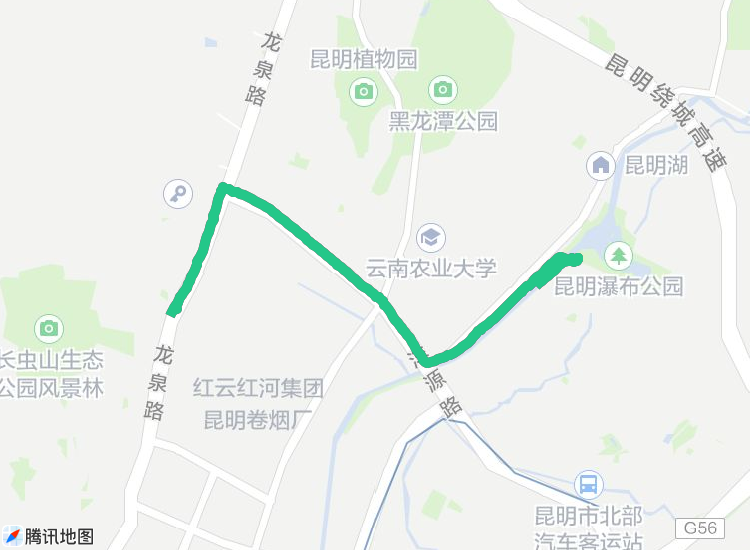 龙泉路
昆明植物园
黑龙潭公园
昆明绕城高速
昆明湖
云南农业大学
昆明瀑布公园
长虫山生态
公园风景林
龙泉路
源路
红云红河集团
昆明卷烟厂
昆明市北部
汽车客运站
G56
腾讯地图